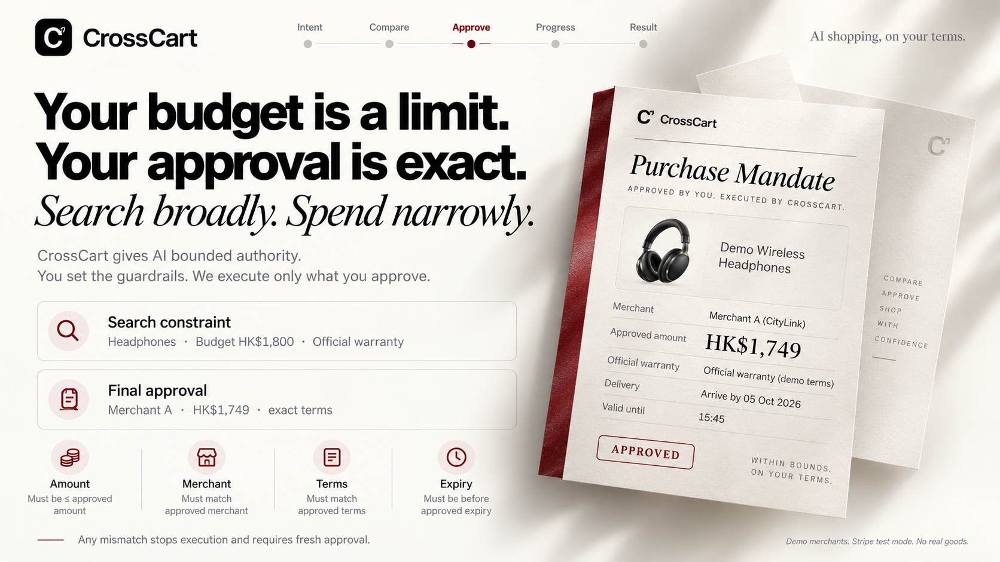 CrossCart
Intent
Compare
Approve
Progress
Result
AI shopping, on your terms.
Your budget is a limit.
Your approval is exact.
Search broadly. Spend narrowly.
CrossCart gives AI bounded authority.
You set the guardrails. We execute only what you approve.
Search constraint
Headphones · Budget HK$1,800 · Official warranty
Final approval
Merchant A · HK$1,749 · exact terms
Amount
Must be ≤ approved
amount
Merchant
Must match
approved merchant
Terms
Must match
approved terms
Expiry
Must be before
approved expiry
Any mismatch stops execution and requires fresh approval.
CrossCart
Purchase Mandate
APPROVED BY YOU. EXECUTED BY CROSSCART.
Demo Wireless
Headphones
Merchant Merchant A (CityLink)
Approved amount HK$1,749
Official warranty Official warranty (demo terms)
Delivery Arrive by 05 Oct 2026
Valid until 15:45
APPROVED
WITHIN BOUNDS.
ON YOUR TERMS.
COMPARE
APPROVE
SHOP
WITH
CONFIDENCE
Demo merchants. Stripe test mode. No real goods.